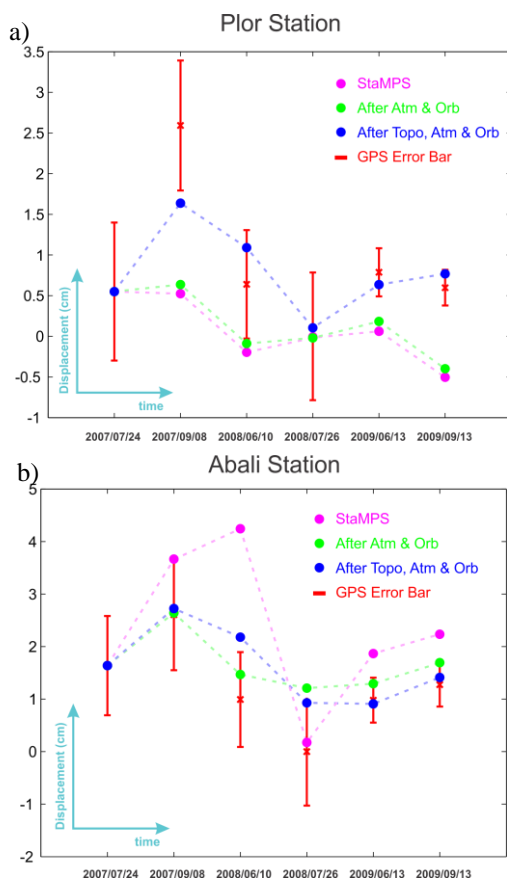 a)
Plor Station
3.5
3
2.5
2
1.5
1
0.5
0
-0.5
-1
StaMPS
After Atm & Orb
After Topo, Atm & Orb
GPS Error Bar
Displacement (cm)
time
2007/07/24 2007/09/08 2008/06/10 2008/07/26 2009/06/13 2009/09/13
b)
Abali Station
5
4
3
2
1
0
-1
-2
StaMPS
After Atm & Orb
After Topo, Atm & Orb
GPS Error Bar
Displacement (cm)
time
2007/07/24 2007/09/08 2008/06/10 2008/07/26 2009/06/13 2009/09/13